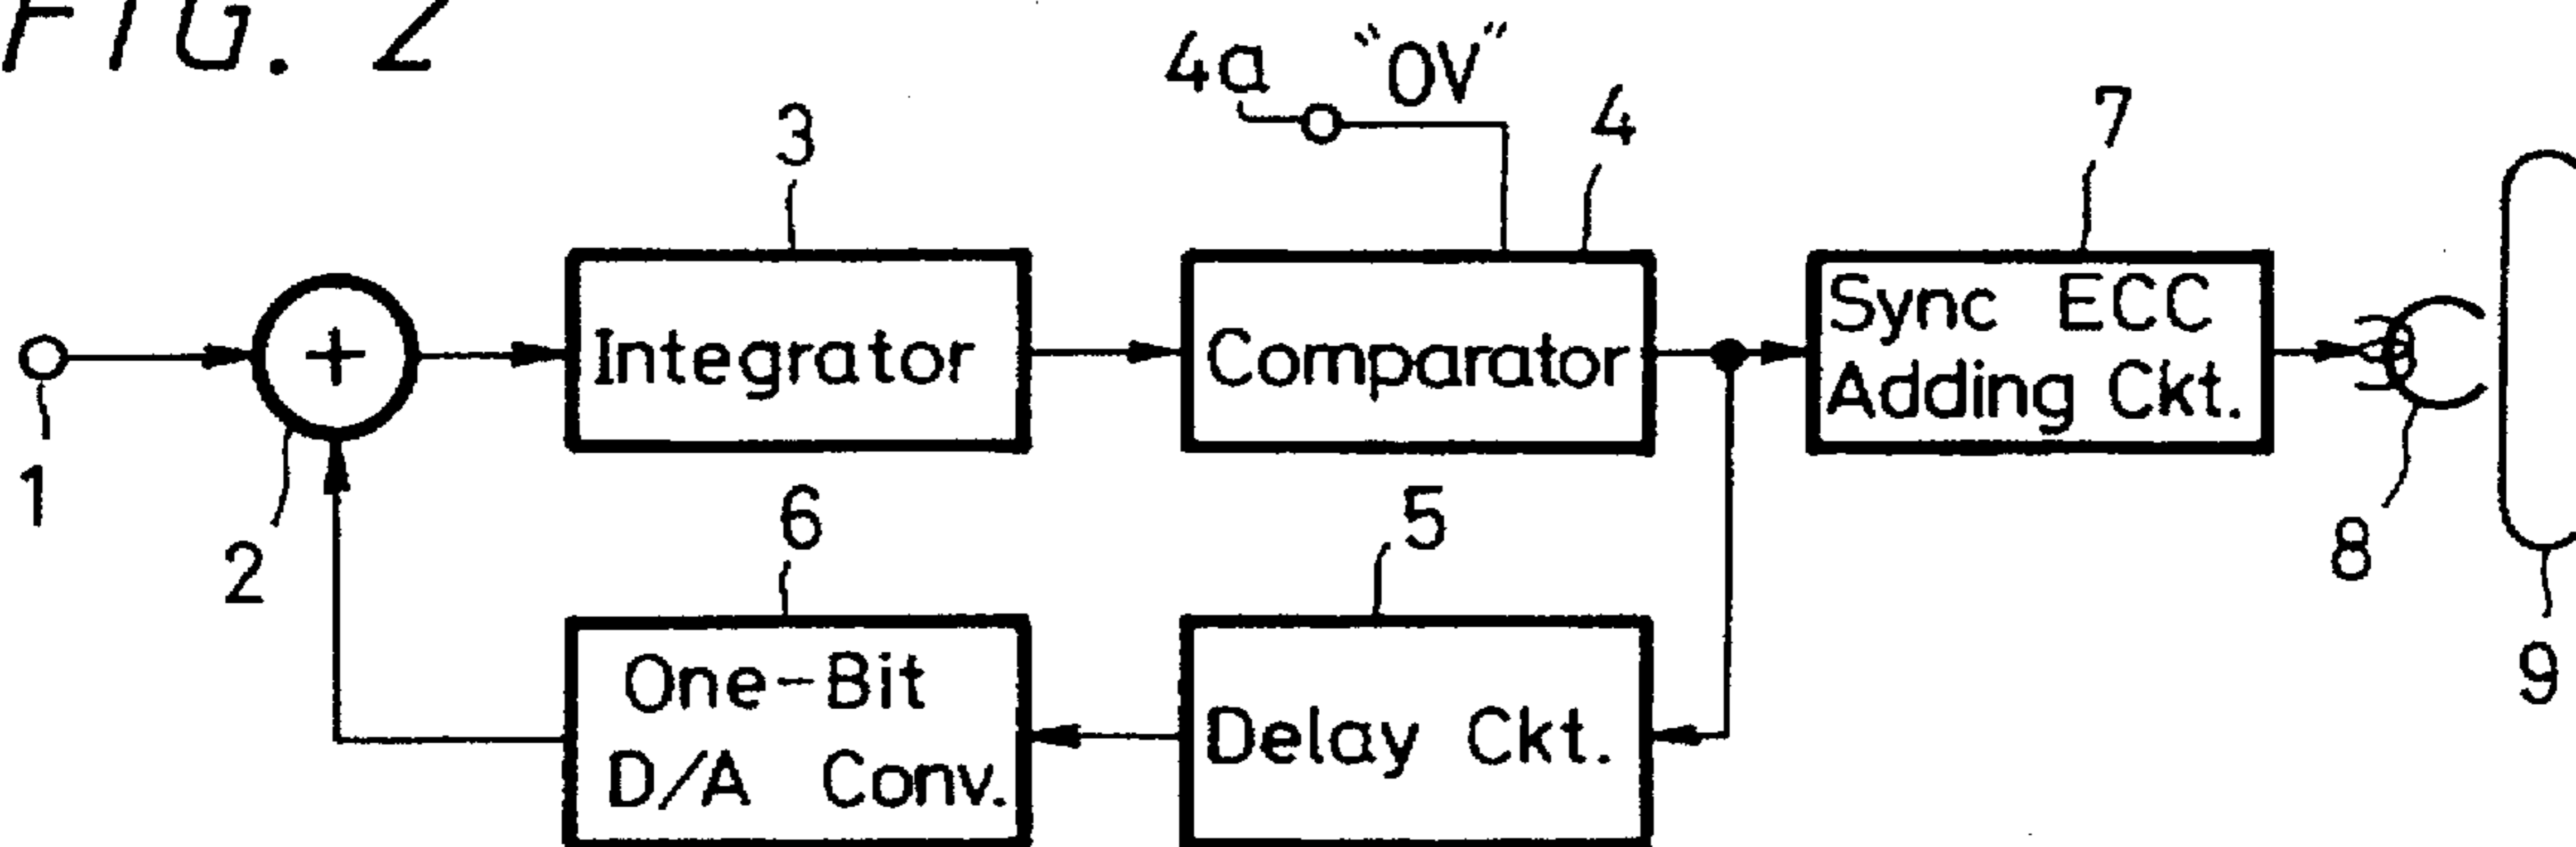 FIG. 2
4a "0V"
3
4
7
1
2
Integrator
Comparator
Sync ECC
Adding Ckt.
6
5
8
9
One-Bit
D/A Conv.
Delay Ckt.